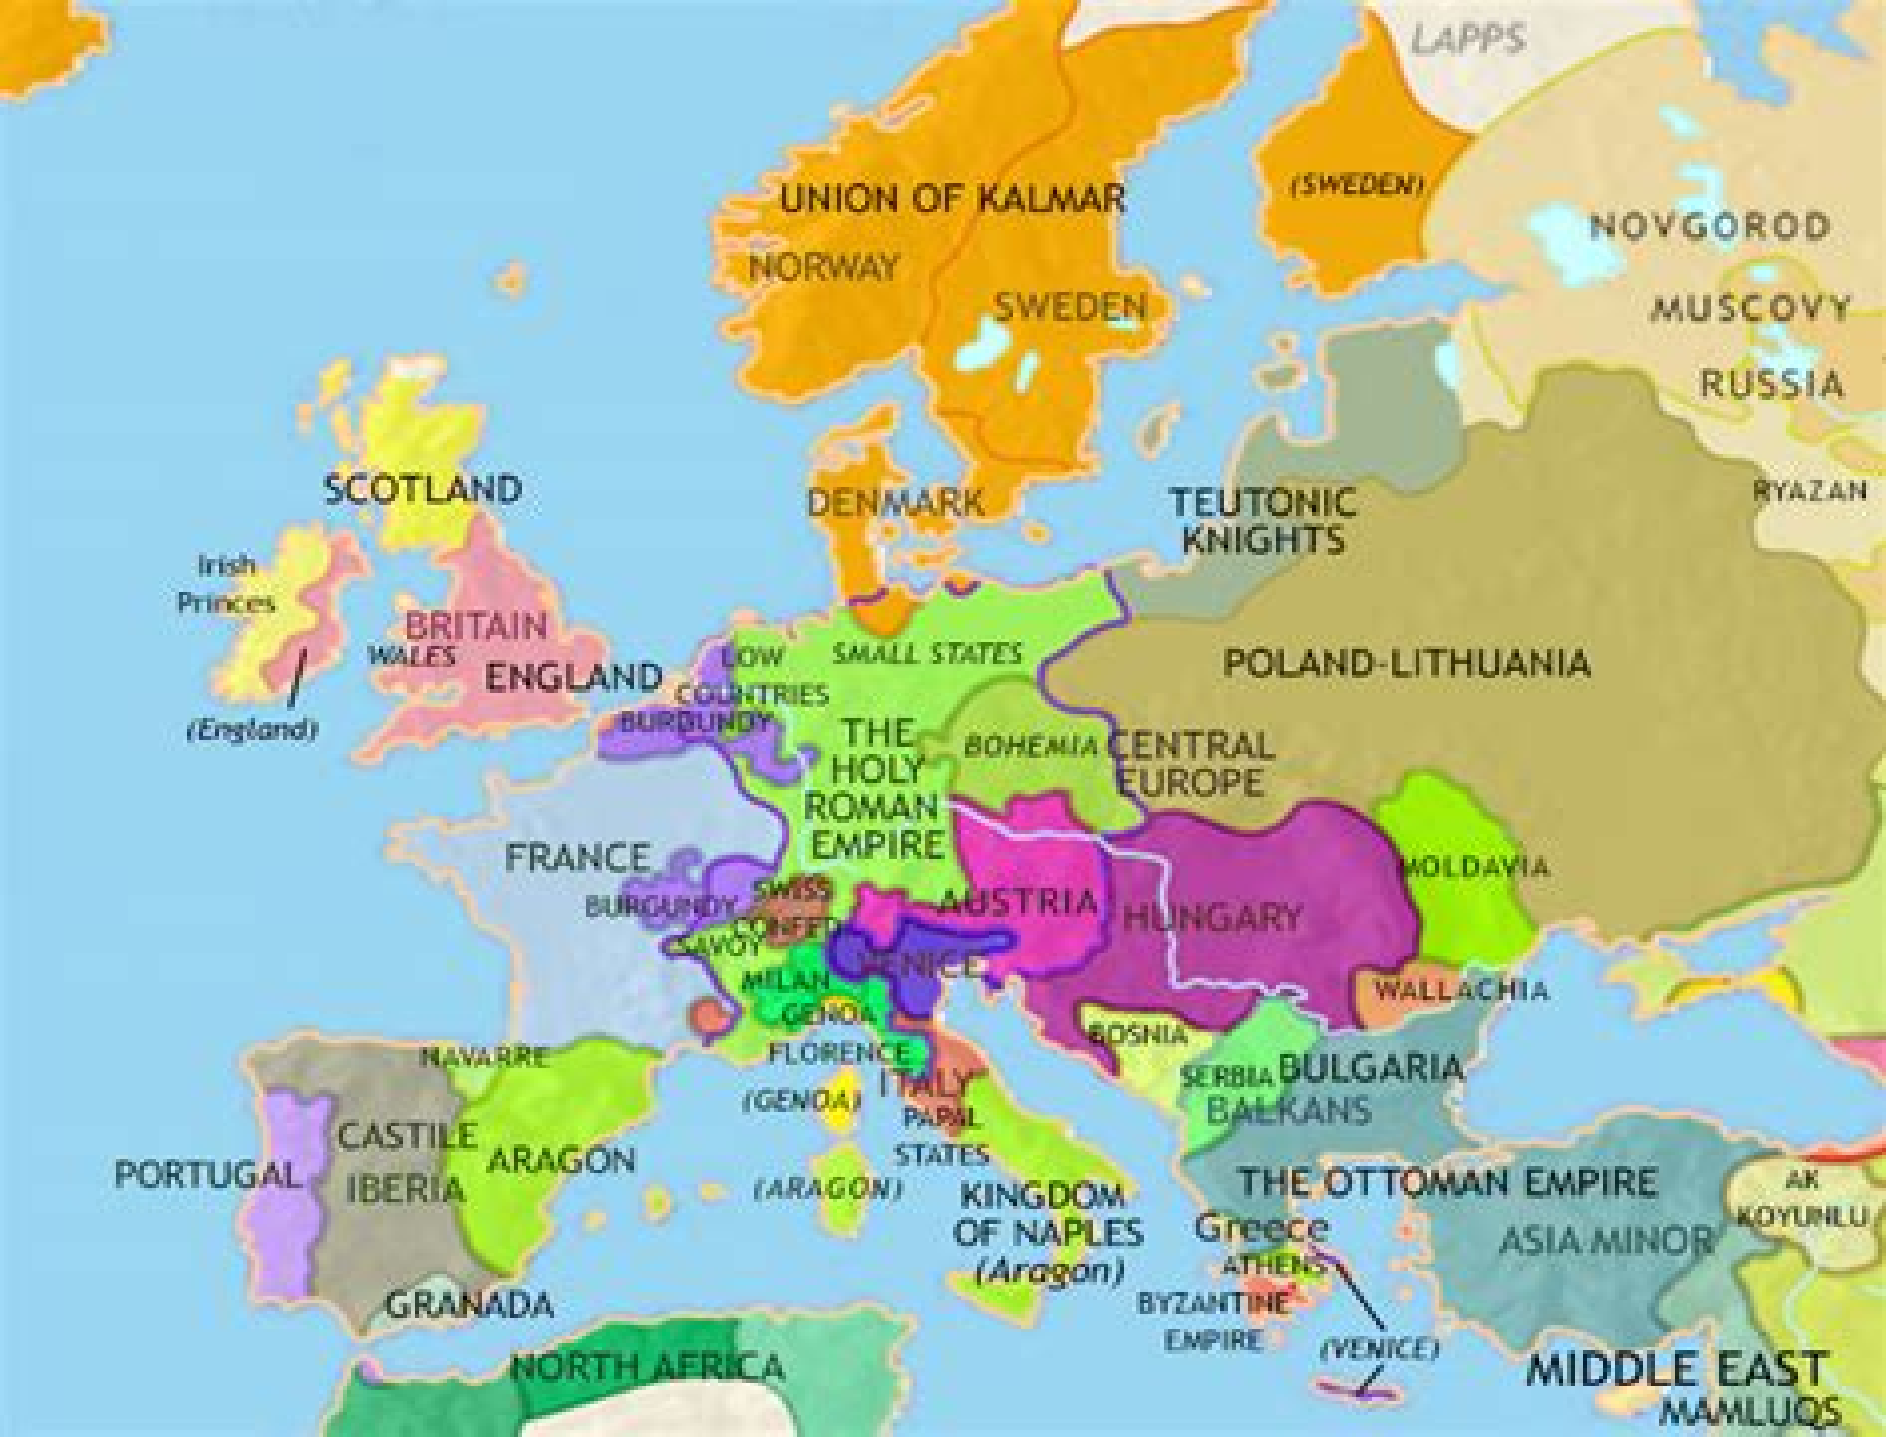 LAPPS
UNION OF KALMAR
(SWEDEN)
NOVGOROD
NORWAY
SWEDEN
MUSCOVY
RUSSIA
SCOTLAND
DENMARK
TEUTONIC
KNIGHTS
RYAZAN
Irish
Princes
BRITAIN
WALES
ENGLAND
(England)
LOW
COUNTRIES
SMALL STATES
POLAND-LITHUANIA
BURGUNDY
THE
HOLY
ROMAN
EMPIRE
BOHEMIA
CENTRAL
EUROPE
FRANCE
BURGUNDY
SWISS
CONFED
AUSTRIA
HUNGARY
MOLDAVIA
SAVOY
MILAN
VENICE
WALLACHIA
GENOA
BOSNIA
NAVARRE
FLORENCE
ITALY
SERBIA
BULGARIA
BALKANS
(GENOA)
PAPAL
STATES
CASTILE
IBERIA
ARAGON
PORTUGAL
(ARAGON)
KINGDOM
OF NAPLES
(Aragon)
THE OTTOMAN EMPIRE
AK
KOYUNLU
Greece
ASIA MINOR
ATHENS
BYZANTINE
EMPIRE
(VENICE)
GRANADA
NORTH AFRICA
MIDDLE EAST
MAMLUQS